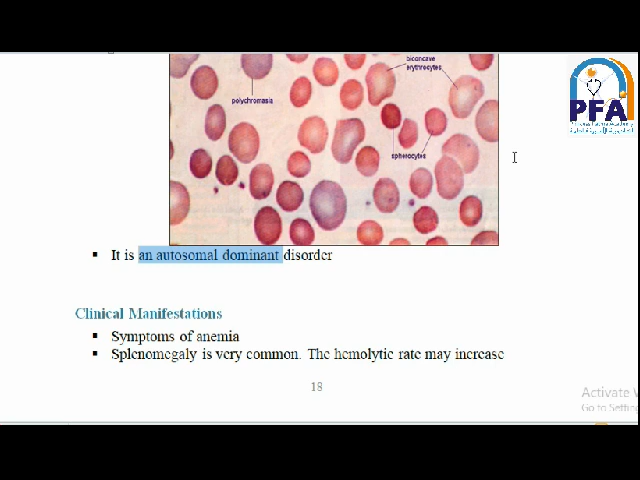 biconcave
erythrocytes
polychromasia
spherocytes
PFA
▪ It is an autosomal dominant disorder
Clinical Manifestations
▪ Symptoms of anemia
▪ Splenomegaly is very common. The hemolytic rate may increase
18
Activate